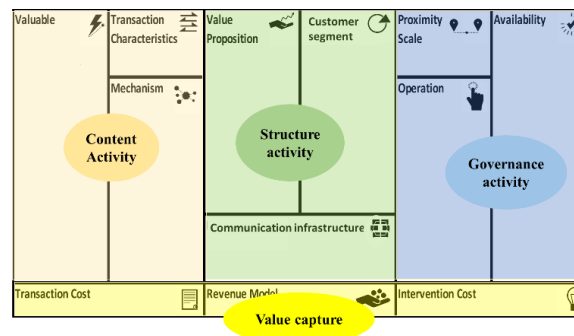 Valuable
Transaction
Characteristics
Mechanism
Content
Activity
Value
Proposition
Customer
segment
Structure
activity
Communication infrastructure
Proximity
Scale
Availability
Operation
Governance
activity
Transaction Cost
Revenue Model
Intervention Cost
Value capture